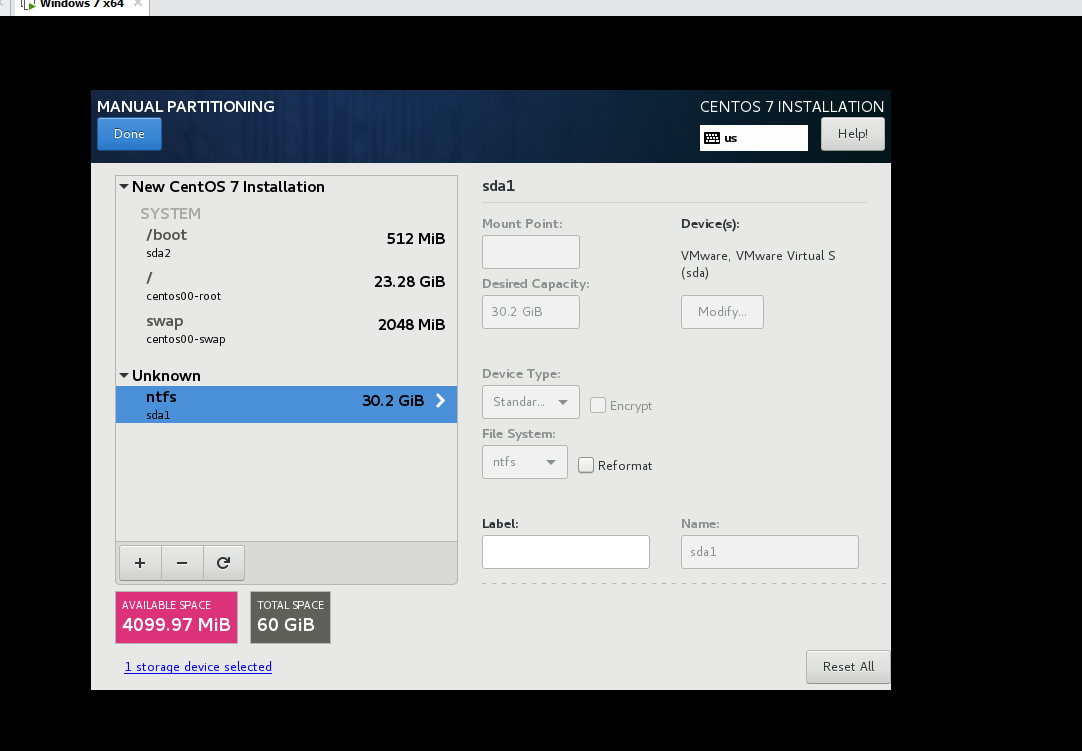 Windows 7 x64
MANUAL PARTITIONING
CENTOS 7 INSTALLATION
Done
us
Help!
New CentOS 7 Installation
SYSTEM
/boot
512 MiB
sda2
/
23.28 GiB
centos00-root
swap
2048 MiB
centos00-swap
Unknown
ntfs
30.2 GiB
sda1
+
−
AVAILABLE SPACE
4099.97 MiB
TOTAL SPACE
60 GiB
1 storage device selected
sda1
Mount Point:
Device(s):
VMware, VMware Virtual S
(sda)
Desired Capacity:
30.2 GiB
Modify...
Device Type:
Standar...
Encrypt
File System:
ntfs
Reformat
Label:
Name:
sda1
Reset All